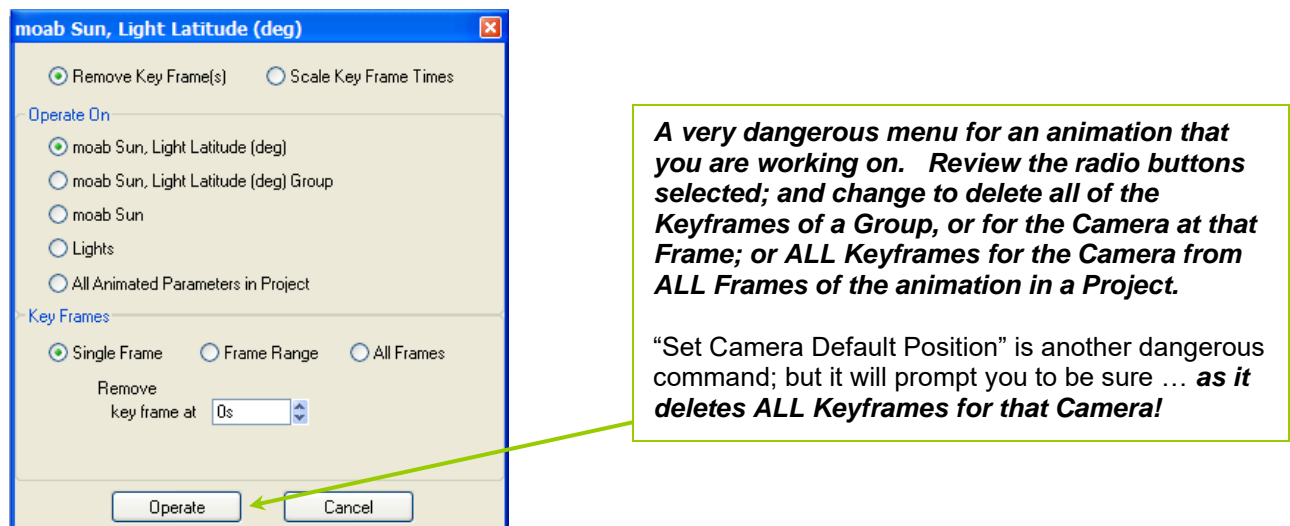 moab Sun, Light Latitude (deg)
Remove Key Frame(s) Scale Key Frame Times
Operate On
moab Sun, Light Latitude (deg)
moab Sun, Light Latitude (deg) Group
moab Sun
Lights
All Animated Parameters in Project
Key Frames
Single Frame Frame Range All Frames
Remove
key frame at 0s
Operate Cancel
A very dangerous menu for an animation that
you are working on. Review the radio buttons
selected; and change to delete all of the
Keyframes of a Group, or for the Camera at that
Frame; or ALL Keyframes for the Camera from
ALL Frames of the animation in a Project.
“Set Camera Default Position” is another dangerous
command; but it will prompt you to be sure … as it
deletes ALL Keyframes for that Camera!